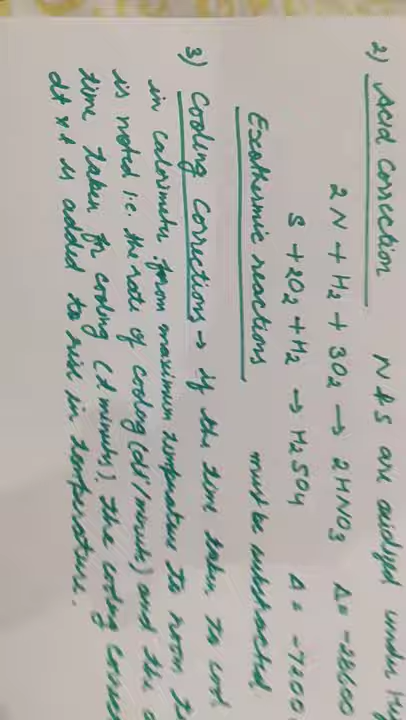 2) Acid correction N & S are oxidized under
2N + H2 + 3O2 → 2HNO3 Δ = -28600
S + 2O2 + H2 → H2SO4 Δ = -7200
Exothermic reactions must be substracted
3) Cooling Correction → if the time taken to cool
in calorimeter from maximum temperature to room
is noted i.e. the rate of cooling (dt'/minute) and the
time taken for cooling (t minutes). the cooling
dt × t is added to rise in temperature.